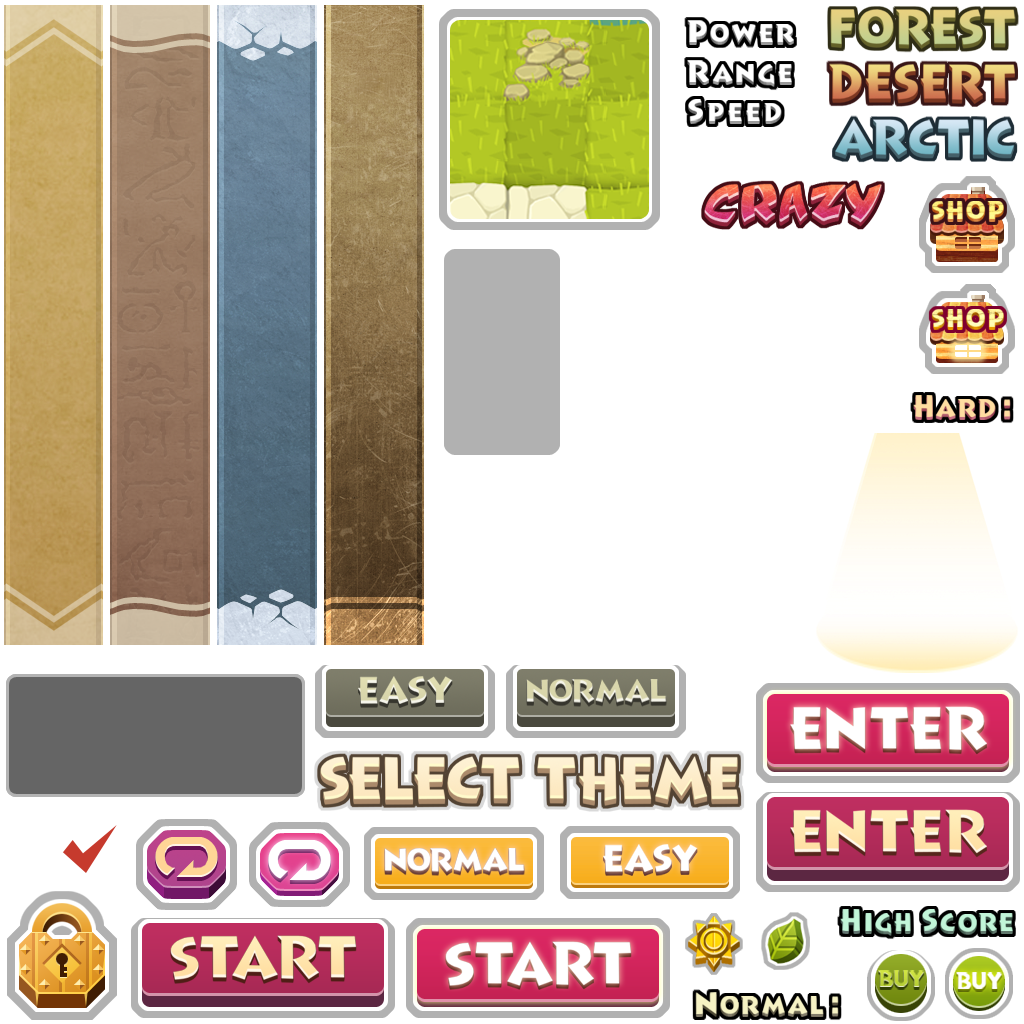 POWER
RANGE
SPEED
FOREST
DESERT
ARCTIC
CRAZY
SHOP
SHOP
HARD:
EASY
NORMAL
ENTER
SELECT THEME
ENTER
NORMAL
EASY
START
START
HIGH SCORE
BUY
BUY
NORMAL: